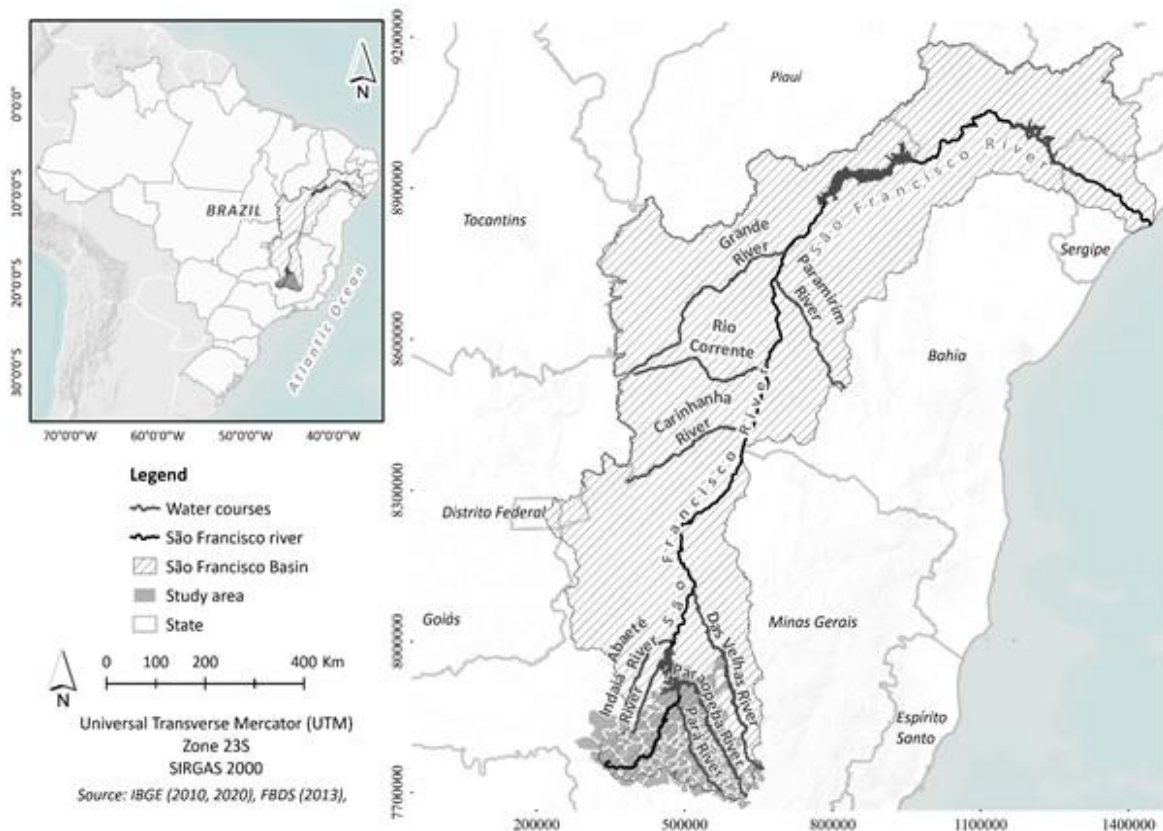 N
0°0'0"
10°0'0"S
20°0'0"S
30°0'0"S
BRAZIL
Atlantic Ocean
70°0'0"W
60°0'0"W
50°0'0"W
40°0'0"W
Legend
Water courses
São Francisco river
São Francisco Basin
Study area
State
0
100
200
400 Km
N
Universal Transverse Mercator (UTM)
Zone 23S
SIRGAS 2000
Source: IBGE (2010, 2020), FBDS (2013),
9200000
8900000
8600000
8300000
8000000
7700000
N
Piauí
Tocantins
São Francisco River
Grande
River
Paramirim
River
Sergipe
Rio
Corrente
Bahia
Carinhanha
River
São Francisco River
Distrito Federal
Goiás
Minas Gerais
Abaeté
River
Das Velhas River
Indaiá
River
Paraopeba River
Pará River
Espírito
Santo
200000
500000
800000
1100000
1400000